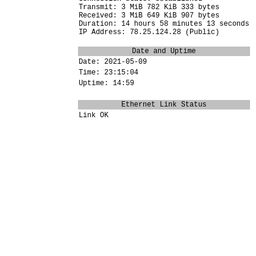 Transmit: 3 MiB 782 KiB 333 bytes
Received: 3 MiB 649 KiB 907 bytes
Duration: 14 hours 58 minutes 13 seconds
IP Address: 78.25.124.28 (Public)
Date and Uptime
Date: 2021-05-09
Time: 23:15:04
Uptime: 14:59
Ethernet Link Status
Link OK